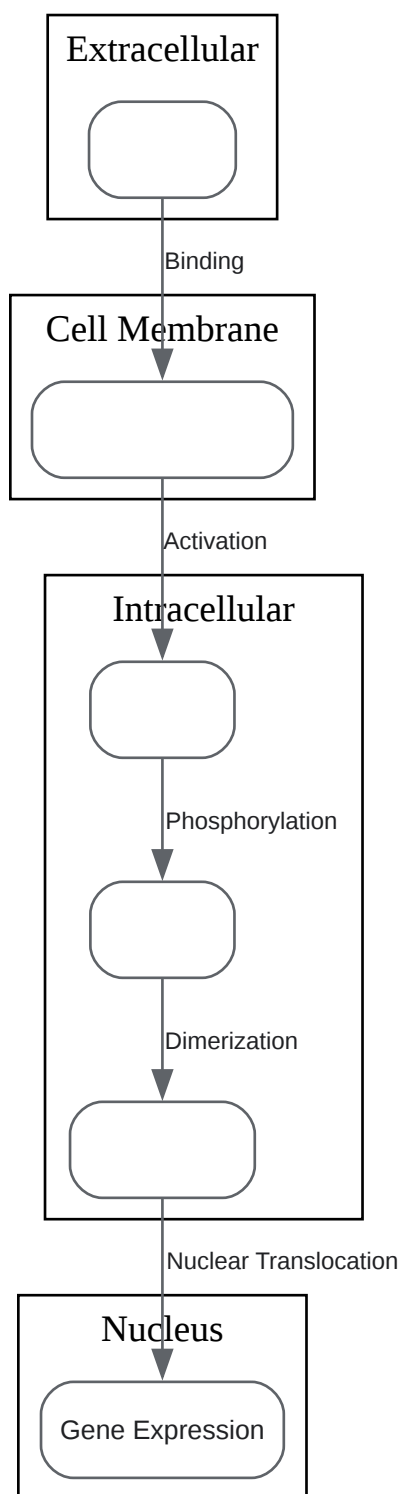 Extracellular
Binding
Cell Membrane
Activation
Intracellular
Phosphorylation
Dimerization
Nuclear Translocation
Nucleus
Gene Expression